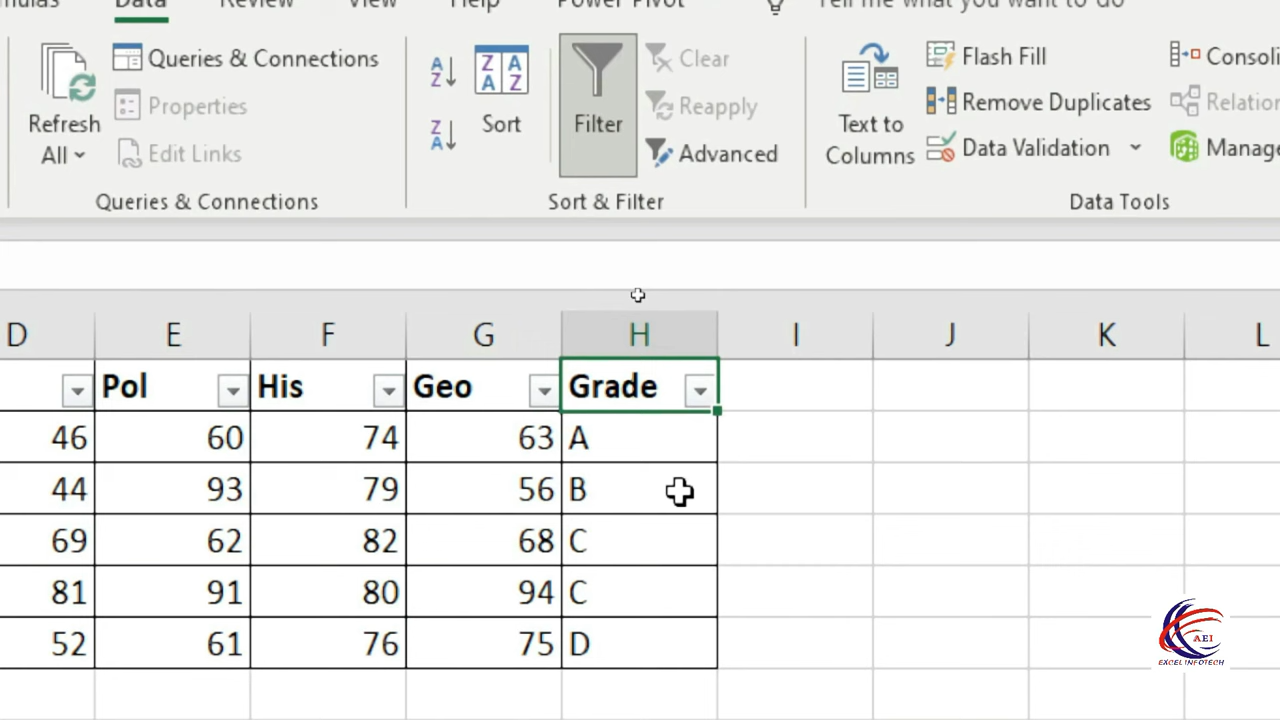 Data Review View Help Power Pivot Tell me what you want to do
Refresh All
Queries & Connections
Properties
Edit Links
Queries & Connections
A Z
Z A
Z A A Z
Sort
Filter
Clear
Reapply
Advanced
Sort & Filter
Text to Columns
Flash Fill
Remove Duplicates
Data Validation
Consoli
Relation
Manage
Data Tools
D E F G H I J K L
Pol His Geo Grade
46 60 74 63 A
44 93 79 56 B
69 62 82 68 C
81 91 80 94 C
52 61 76 75 D
AEI
EXCEL INFOTECH